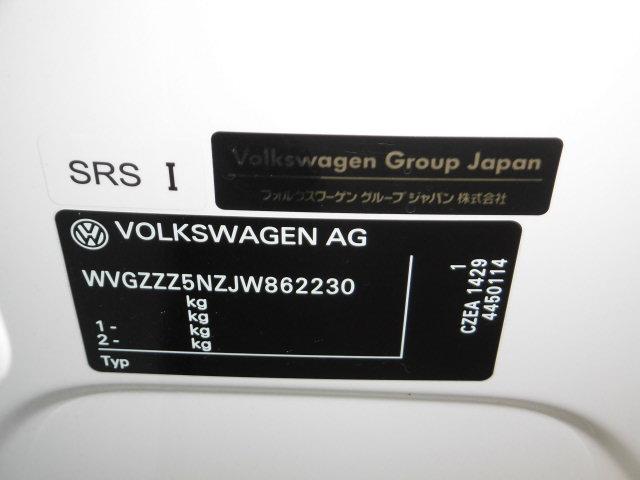 SRS I
Volkswagen Group Japan
フォルクスワーゲン グループ ジャパン 株式会社
VOLKSWAGEN AG
WVGZZZ5NZJW862230
kg
kg
1 - kg
2 - kg
Typ
1
CZEA 1429
4450114